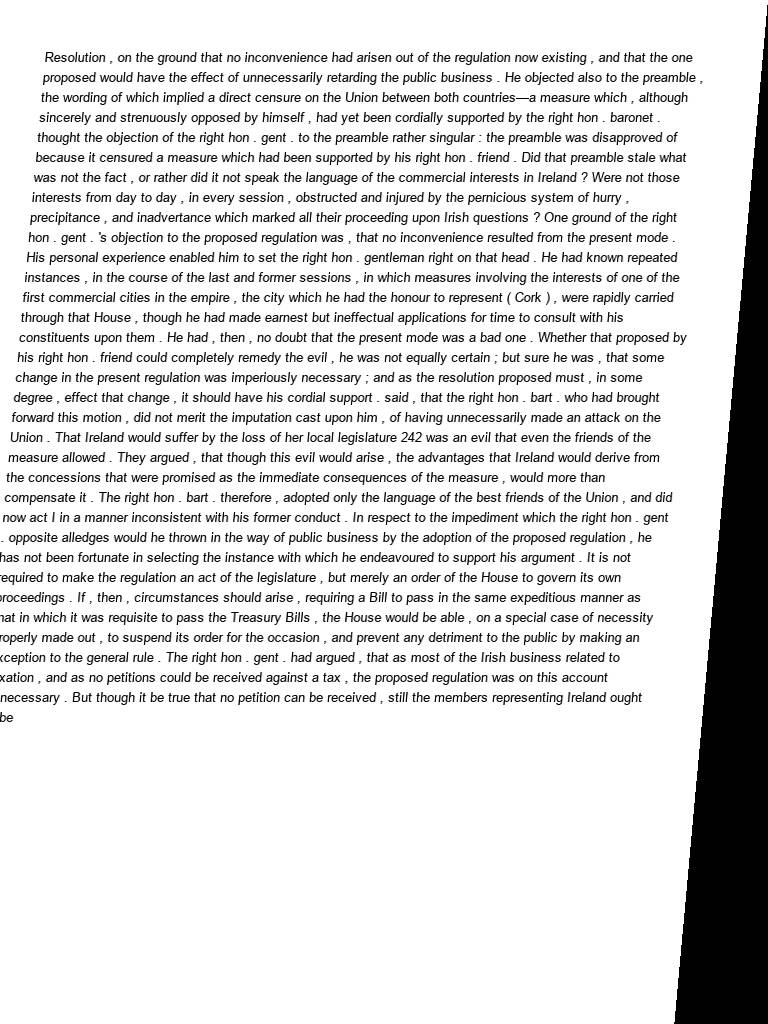 Resolution , on the ground that no inconvenience had arisen out of the regulation now existing , and that the one
proposed would have the effect of unnecessarily retarding the public business . He objected also to the preamble ,
the wording of which implied a direct censure on the Union between both countries—a measure which , although
sincerely and strenuously opposed by himself , had yet been cordially supported by the right hon . baronet .
thought the objection of the right hon . gent . to the preamble rather singular : the preamble was disapproved of
because it censured a measure which had been supported by his right hon . friend . Did that preamble stale what
was not the fact , or rather did it not speak the language of the commercial interests in Ireland ? Were not those
interests from day to day , in every session , obstructed and injured by the pernicious system of hurry ,
precipitance , and inadvertance which marked all their proceeding upon Irish questions ? One ground of the right
hon . gent . 's objection to the proposed regulation was , that no inconvenience resulted from the present mode .
His personal experience enabled him to set the right hon . gentleman right on that head . He had known repeated
instances , in the course of the last and former sessions , in which measures involving the interests of one of the
first commercial cities in the empire , the city which he had the honour to represent ( Cork ) , were rapidly carried
through that House , though he had made earnest but ineffectual applications for time to consult with his
constituents upon them . He had , then , no doubt that the present mode was a bad one . Whether that proposed by
his right hon . friend could completely remedy the evil , he was not equally certain ; but sure he was , that some
change in the present regulation was imperiously necessary ; and as the resolution proposed must , in some
degree , effect that change , it should have his cordial support . said , that the right hon . bart . who had brought
forward this motion , did not merit the imputation cast upon him , of having unnecessarily made an attack on the
Union . That Ireland would suffer by the loss of her local legislature 242 was an evil that even the friends of the
measure allowed . They argued , that though this evil would arise , the advantages that Ireland would derive from
the concessions that were promised as the immediate consequences of the measure , would more than
compensate it . The right hon . bart . therefore , adopted only the language of the best friends of the Union , and did
now act I in a manner inconsistent with his former conduct . In respect to the impediment which the right hon . gent
. opposite alledges would he thrown in the way of public business by the adoption of the proposed regulation , he
has not been fortunate in selecting the instance with which he endeavoured to support his argument . It is not
required to make the regulation an act of the legislature , but merely an order of the House to govern its own
proceedings . If , then , circumstances should arise , requiring a Bill to pass in the same expeditious manner as
hat in which it was requisite to pass the Treasury Bills , the House would be able , on a special case of necessity
roperly made out , to suspend its order for the occasion , and prevent any detriment to the public by making an
xception to the general rule . The right hon . gent . had argued , that as most of the Irish business related to
xation , and as no petitions could be received against a tax , the proposed regulation was on this account
necessary . But though it be true that no petition can be received , still the members representing Ireland ought
be